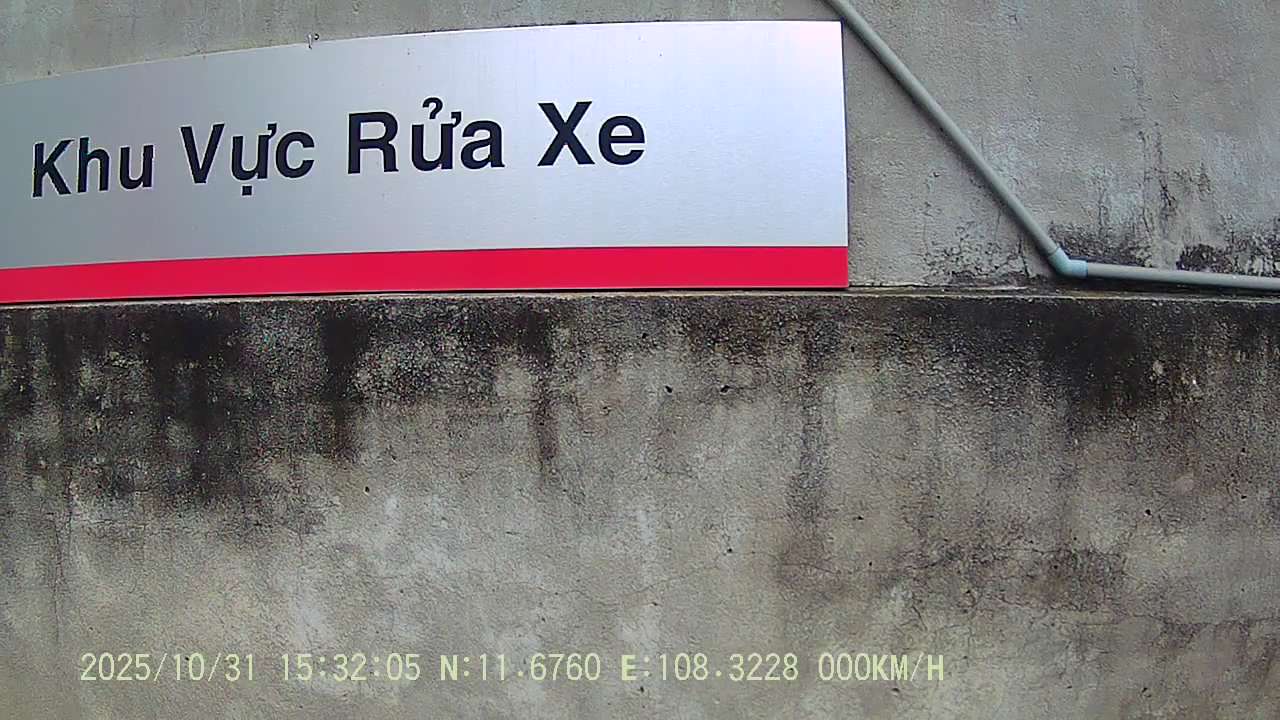 Khu Vực Rửa Xe
2025/10/31 15:32:05 N:11.6760 E:108.3228 000KM/H